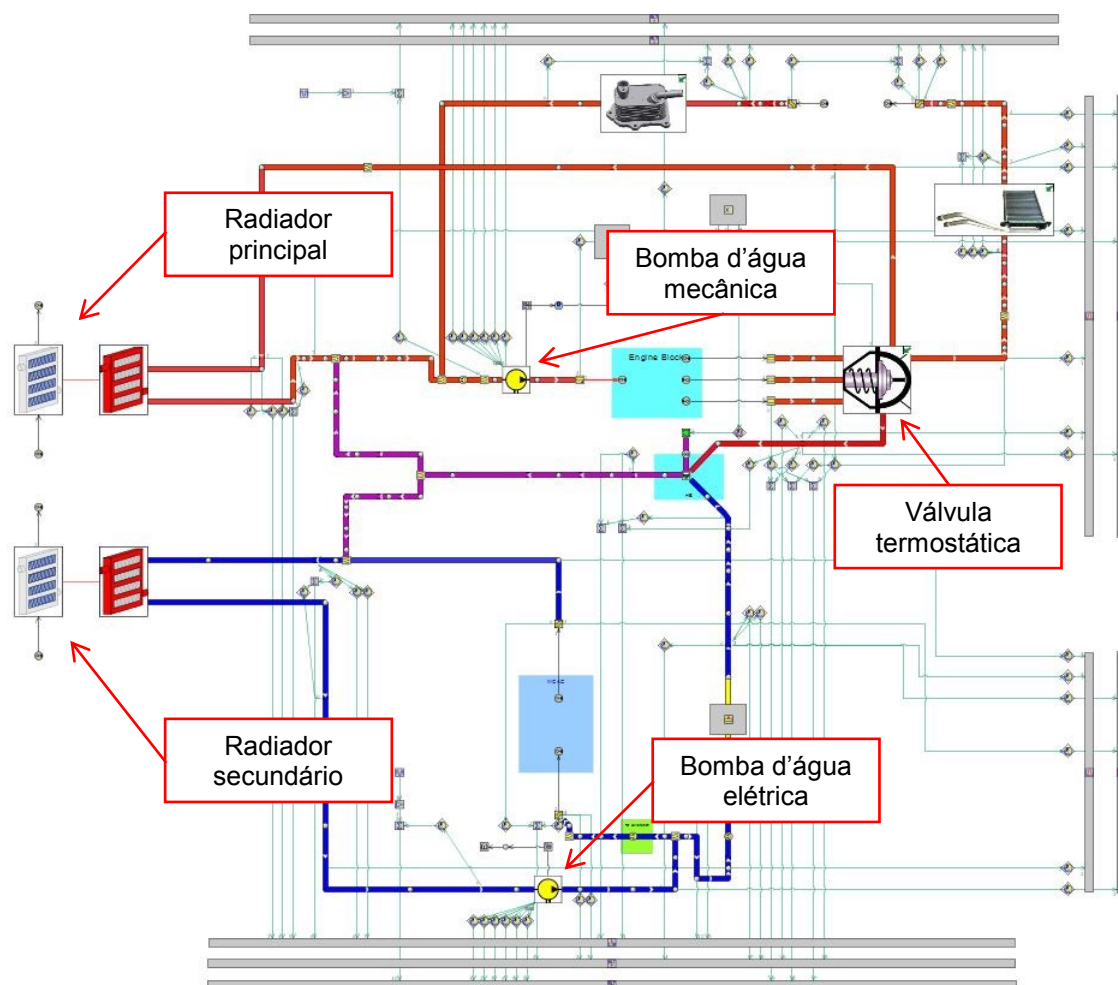 Radiador
principal
Bomba d'água
mecânica
Engine Block
Válvula
termostática
Radiador
secundário
Bomba d'água
elétrica